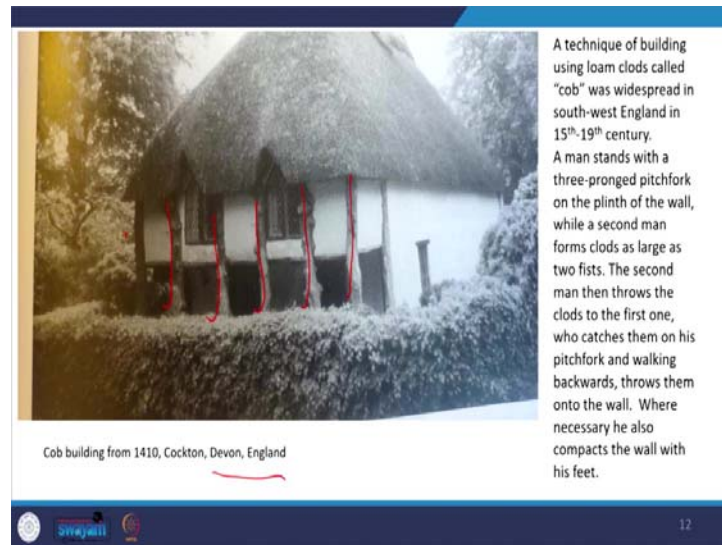 A technique of building
using loam clods called
“cob” was widespread in
south-west England in
15th-19th century.
A man stands with a
three-pronged pitchfork
on the plinth of the wall,
while a second man
forms clods as large as
two fists. The second
man then throws the
clods to the first one,
who catches them on his
pitchfork and walking
backwards, throws them
onto the wall.  Where
necessary he also
compacts the wall with
his feet.
Cob building from 1410, Cockton, Devon, England
swayam
12